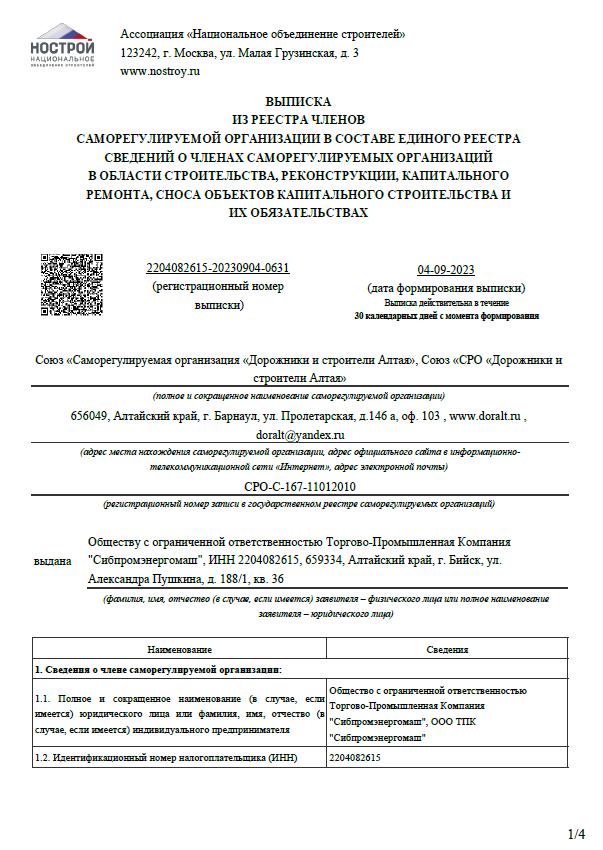 НОСТРОЙ
НАЦИОНАЛЬНОЕ
ОБЪЕДИНЕНИЕ СТРОИТЕЛЕЙ
Ассоциация «Национальное объединение строителей»
123242, г. Москва, ул. Малая Грузинская, д. 3
www.nostroy.ru
ВЫПИСКА
ИЗ РЕЕСТРА ЧЛЕНОВ
САМОРЕГУЛИРУЕМОЙ ОРГАНИЗАЦИИ В СОСТАВЕ ЕДИНОГО РЕЕСТРА
СВЕДЕНИЙ О ЧЛЕНАХ САМОРЕГУЛИРУЕМЫХ ОРГАНИЗАЦИЙ
В ОБЛАСТИ СТРОИТЕЛЬСТВА, РЕКОНСТРУКЦИИ, КАПИТАЛЬНОГО
РЕМОНТА, СНОСА ОБЪЕКТОВ КАПИТАЛЬНОГО СТРОИТЕЛЬСТВА И
ИХ ОБЯЗАТЕЛЬСТВАХ
2204082615-20230904-0631
(регистрационный номер
выписки)
04-09-2023
(дата формирования выписки)
Выписка действительна в течение
30 календарных дней с момента формирования
Союз «Саморегулируемая организация «Дорожники и строители Алтая», Союз «СРО «Дорожники и
строители Алтая»
(полное и сокращенное наименование саморегулируемой организации)
656049, Алтайский край, г. Барнаул, ул. Пролетарская, д.146 а, оф. 103 , www.doralt.ru ,
doralt@yandex.ru
(адрес места нахождения саморегулируемой организации, адрес официального сайта в информационно-
телекоммуникационной сети «Интернет», адрес электронной почты)
СРО-С-167-11012010
(регистрационный номер записи в государственном реестре саморегулируемых организаций)
выдана
Обществу с ограниченной ответственностью Торгово-Промышленная Компания
"Сибпромэнергомаш", ИНН 2204082615, 659334, Алтайский край, г. Бийск, ул.
Александра Пушкина, д. 188/1, кв. 36
(фамилия, имя, отчество (в случае, если имеется) заявителя – физического лица или полное наименование
заявителя – юридического лица)
Наименование
Сведения
1. Сведения о члене саморегулируемой организации:
1.1. Полное и сокращенное наименование (в случае, если
имеется) юридического лица или фамилия, имя, отчество (в
случае, если имеется) индивидуального предпринимателя
Общество с ограниченной ответственностью
Торгово-Промышленная Компания
"Сибпромэнергомаш", ООО ТПК
"Сибпромэнергомаш"
1.2. Идентификационный номер налогоплательщика (ИНН)
2204082615
1/4